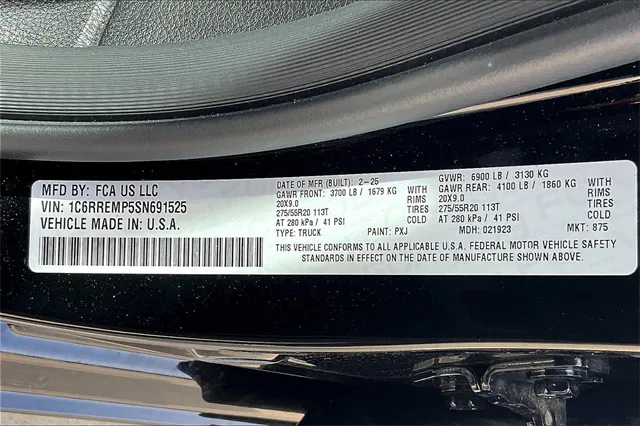 MFD BY: FCA US LLC
VIN: 1C6RREMP5SN691525
VEHICLE MADE IN: U.S.A.
DATE OF MFR (BUILT): 2-25 GVWR: 6900 LB / 3130 KG
GAWR FRONT: 3700 LB / 1679 KG WITH GAWR REAR: 4100 LB / 1860 KG WITH
20X9.0 RIMS 20X9.0 RIMS
275/55R20 113T TIRES 275/55R20 113T TIRES
AT 280 kPa / 41 PSI COLD AT 280 kPa / 41 PSI COLD
TYPE: TRUCK PAINT: PXJ MDH: 021923 MKT: 875
THIS VEHICLE CONFORMS TO ALL APPLICABLE U.S.A. FEDERAL MOTOR VEHICLE SAFETY
STANDARDS IN EFFECT ON THE DATE OF MANUFACTURE SHOWN ABOVE.